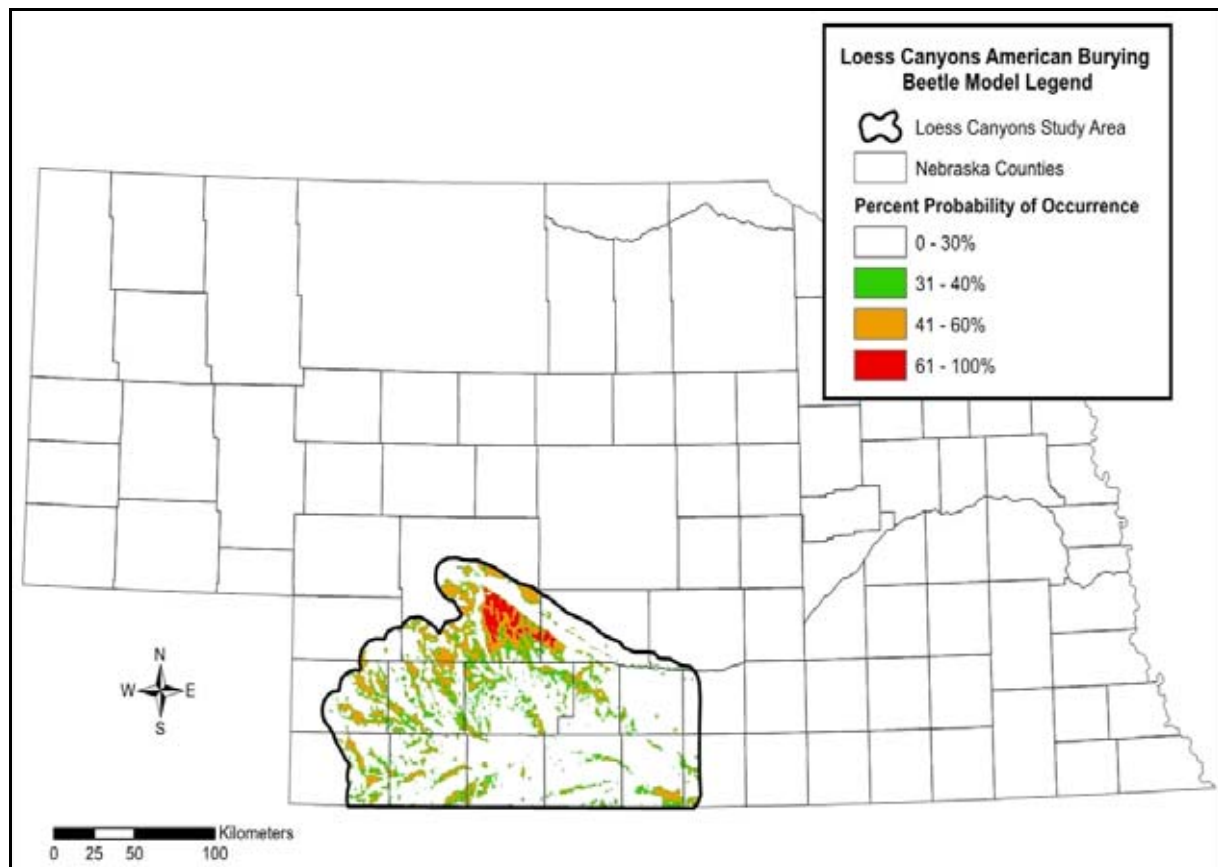 Loess Canyons American Burying
Beetle Model Legend
Loess Canyons Study Area
Nebraska Counties
Percent Probability of Occurrence
0 - 30%
31 - 40%
41 - 60%
61 - 100%
N
W E
S
Kilometers
0 25 50 100